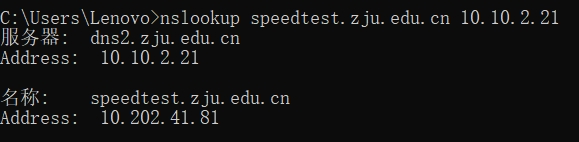 C:\Users\Lenovo>nslookup speedtest.zju.edu.cn 10.10.2.21
服务器:  dns2.zju.edu.cn
Address:  10.10.2.21

名称:    speedtest.zju.edu.cn
Address:  10.202.41.81